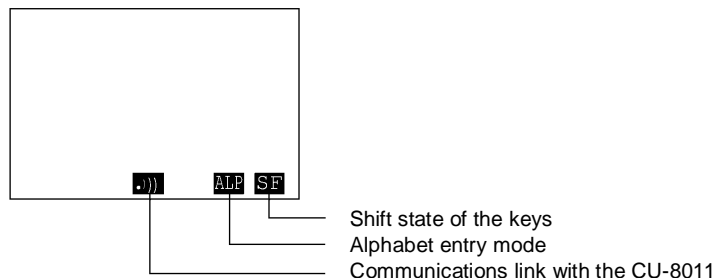 ALP SF
Shift state of the keys
Alphabet entry mode
Communications link with the CU-8011